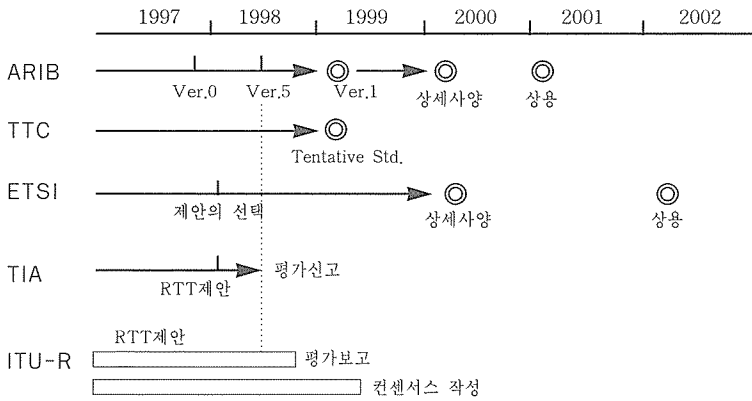 1997 1998 1999 2000 2001 2002
ARIB
Ver.0 Ver.5 Ver.1 상세사양 상용
TTC
Tentative Std.
ETSI
제안의 선택 상세사양 상용
TIA 평가신고
RTT제안
RTT제안
ITU-R 평가보고
컨센서스 작성